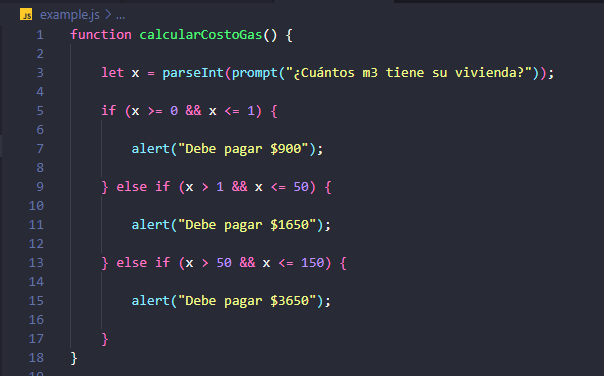 JS example.js > ...
1 function calcularCostoGas() {
2
3 let x = parseInt(prompt("¿Cuántos m3 tiene su vivienda?"));
4
5 if (x >= 0 && x <= 1) {
6
7 alert("Debe pagar $900");
8
9 } else if (x > 1 && x <= 50) {
10
11 alert("Debe pagar $1650");
12
13 } else if (x > 50 && x <= 150) {
14
15 alert("Debe pagar $3650");
16
17 }
18 }
19